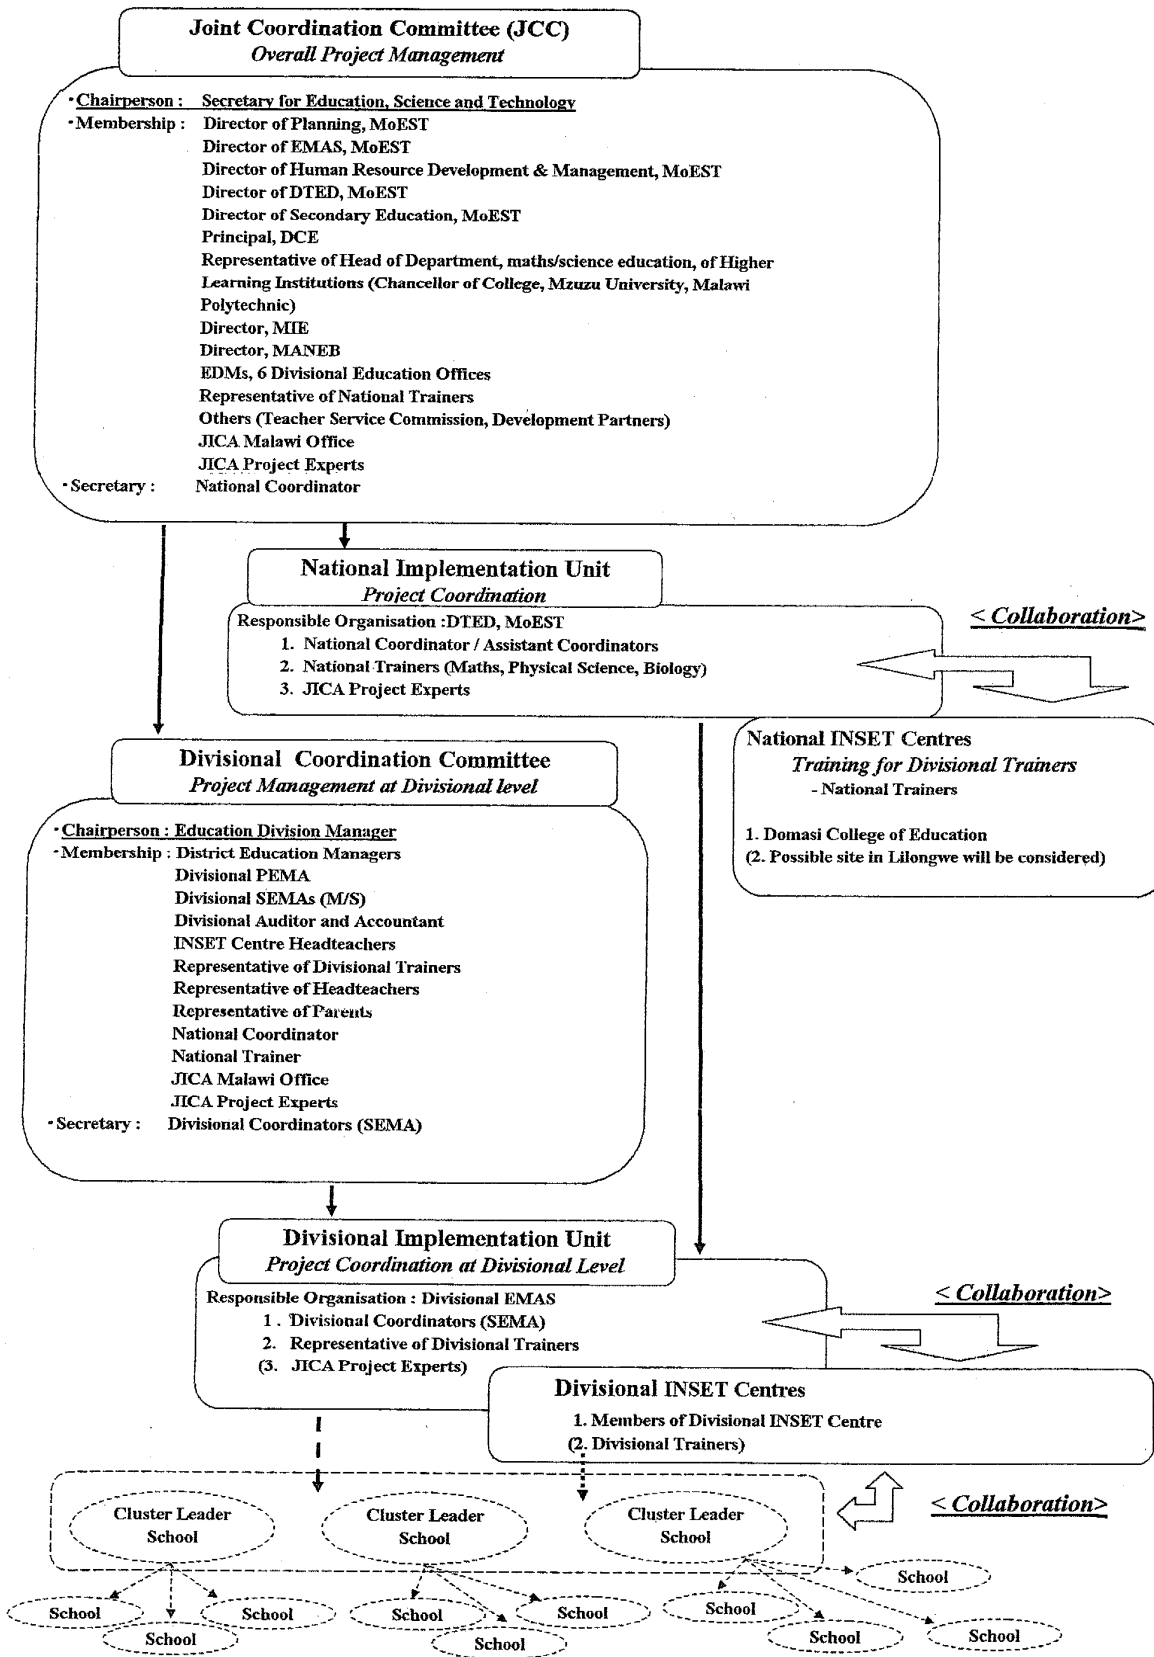 Joint Coordination Committee (JCC)
Overall Project Management
・Chairperson : Secretary for Education, Science and Technology
・Membership : Director of Planning, MoEST
Director of EMAS, MoEST
Director of Human Resource Development & Management, MoEST
Director of DTED, MoEST
Director of Secondary Education, MoEST
Principal, DCE
Representative of Head of Department, maths/science education, of Higher
Learning Institutions (Chancellor of College, Mzuzu University, Malawi
Polytechnic)
Director, MIE
Director, MANEB
EDMs, 6 Divisional Education Offices
Representative of National Trainers
Others (Teacher Service Commission, Development Partners)
JICA Malawi Office
JICA Project Experts
・Secretary : National Coordinator
National Implementation Unit
Project Coordination
Responsible Organisation :DTED, MoEST
1. National Coordinator / Assistant Coordinators
2. National Trainers (Maths, Physical Science, Biology)
3. JICA Project Experts
< Collaboration>
National INSET Centres
Training for Divisional Trainers
- National Trainers
1. Domasi College of Education
(2. Possible site in Lilongwe will be considered)
Divisional Coordination Committee
Project Management at Divisional level
・Chairperson : Education Division Manager
・Membership : District Education Managers
Divisional PEMA
Divisional SEMAs (M/S)
Divisional Auditor and Accountant
INSET Centre Headteachers
Representative of Divisional Trainers
Representative of Headteachers
Representative of Parents
National Coordinator
National Trainer
JICA Malawi Office
JICA Project Experts
・Secretary : Divisional Coordinators (SEMA)
Divisional Implementation Unit
Project Coordination at Divisional Level
Responsible Organisation : Divisional EMAS
1 . Divisional Coordinators (SEMA)
2. Representative of Divisional Trainers
(3. JICA Project Experts)
< Collaboration>
Divisional INSET Centres
1. Members of Divisional INSET Centre
(2. Divisional Trainers)
< Collaboration>
Cluster Leader
School
Cluster Leader
School
Cluster Leader
School
School
School
School
School
School
School
School
School
School
School